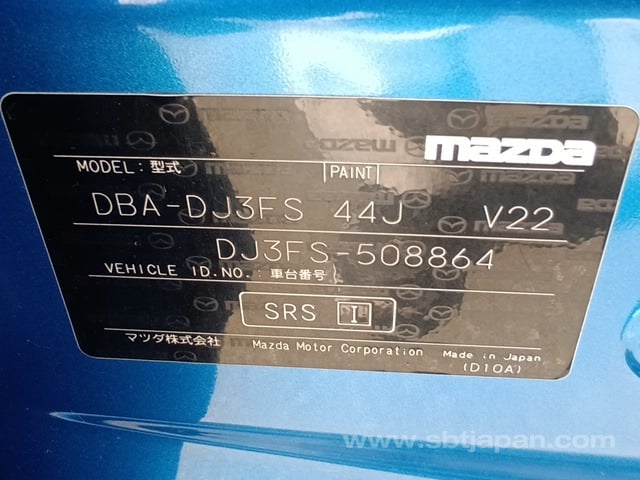 mazda
MODEL:型式 PAINT
DBA-DJ3FS 44J V22
DJ3FS-508864
VEHICLE ID.NO.:車台番号
SRS I
マツダ株式会社 Mazda Motor Corporation Made in Japan
(D10A)
www.sbtjapan.com